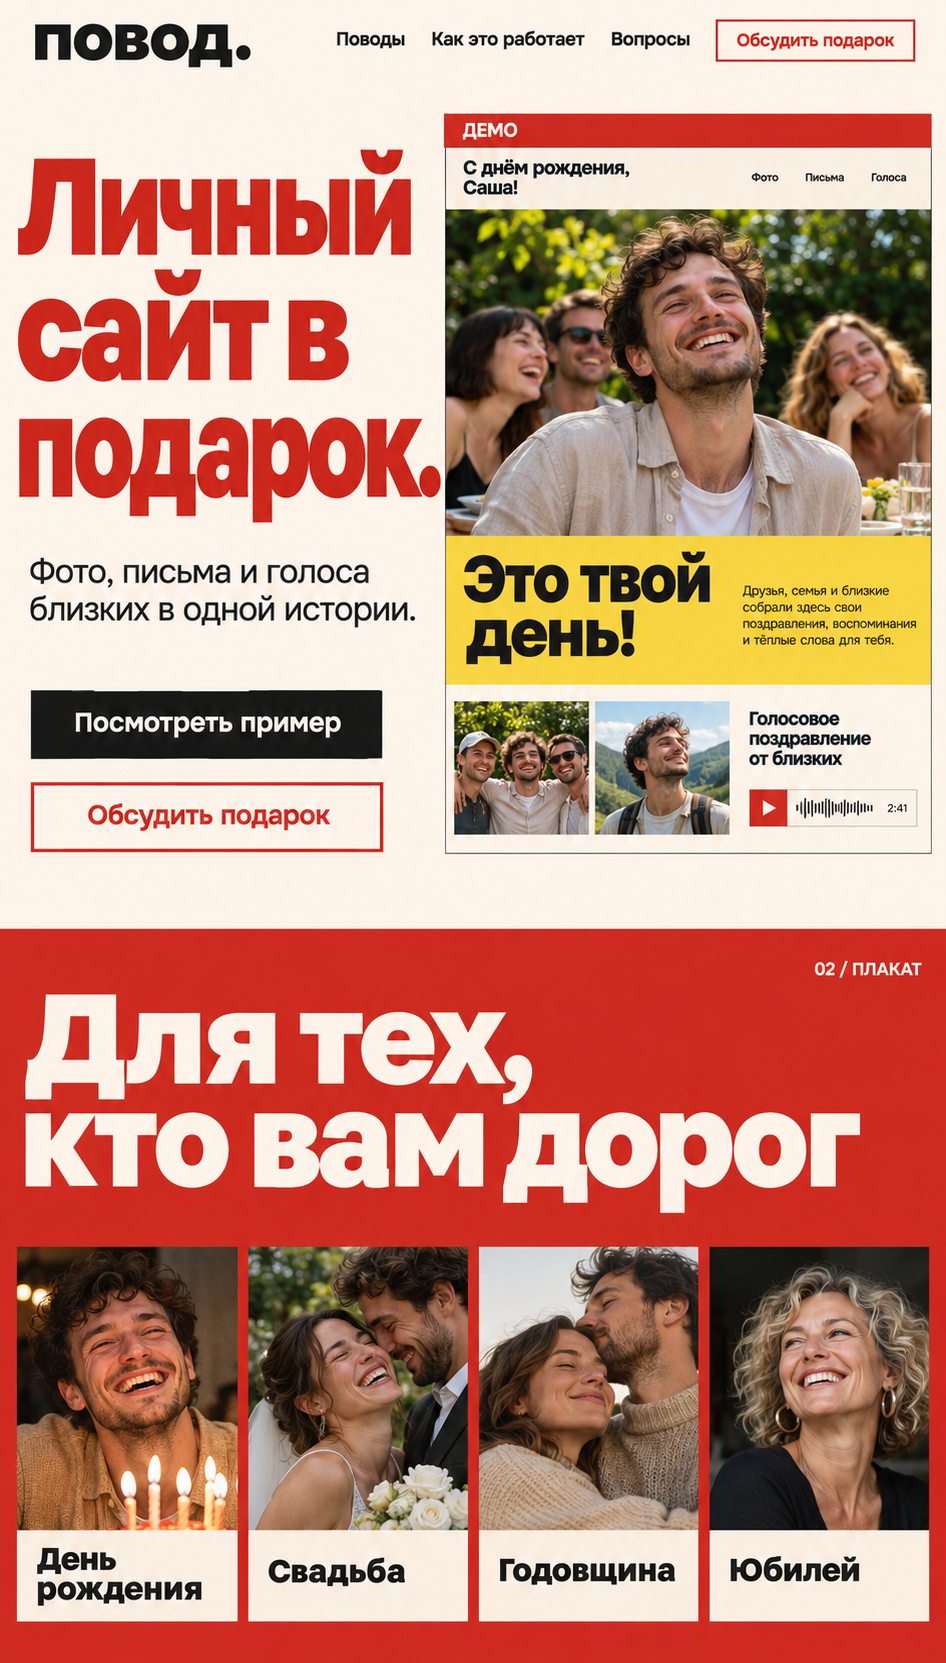 повод.
Поводы
Как это работает
Вопросы
Обсудить подарок
Личный
сайт в
подарок.
Фото, письма и голоса
близких в одной истории.
Посмотреть пример
Обсудить подарок
ДЕМО
С днём рождения,
Саша!
Фото
Письма
Голоса
Это твой
день!
Друзья, семья и близкие
собрали здесь свои
поздравления, воспоминания
и тёплые слова для тебя.
Голосовое
поздравление
от близких
2:41
02 / ПЛАКАТ
Для тех,
кто вам дорог
День
рождения
Свадьба
Годовщина
Юбилей